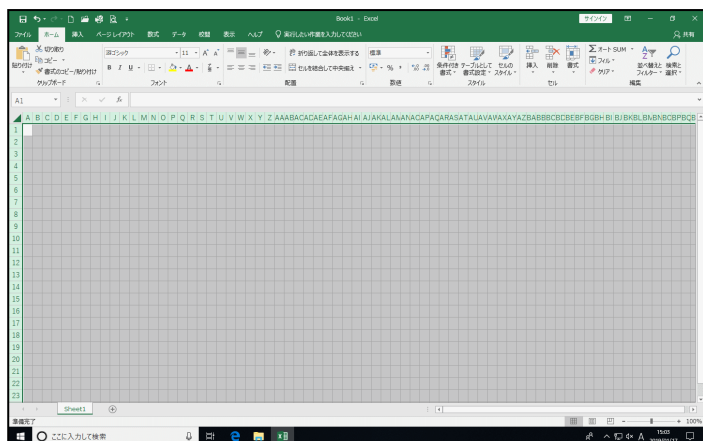 Book1 - Excel
サインイン
ファイル ホーム 挿入 ページレイアウト 数式 データ 校閲 表示 ヘルプ 実行したい作業を入力してください 共有
切り取り
コピー
書式のコピー/貼り付け
貼り付け
クリップボード
游ゴシック 11
B I U
フォント
折り返して全体を表示する
セルを結合して中央揃え
配置
標準
数値
条件付き書式
テーブルとして書式設定
セルのスタイル
スタイル
挿入 削除 書式
セル
オート SUM
フィル
クリア
並べ替えと フィルター
検索と 選択
編集
A1 fx
A B C D E F G H I J K L M N O P Q R S T U V W X Y Z
1
2
3
4
5
6
7
8
9
10
11
12
13
14
15
16
17
18
19
20
21
22
23
Sheet1
準備完了 100%
ここに入力して検索 A 15:03